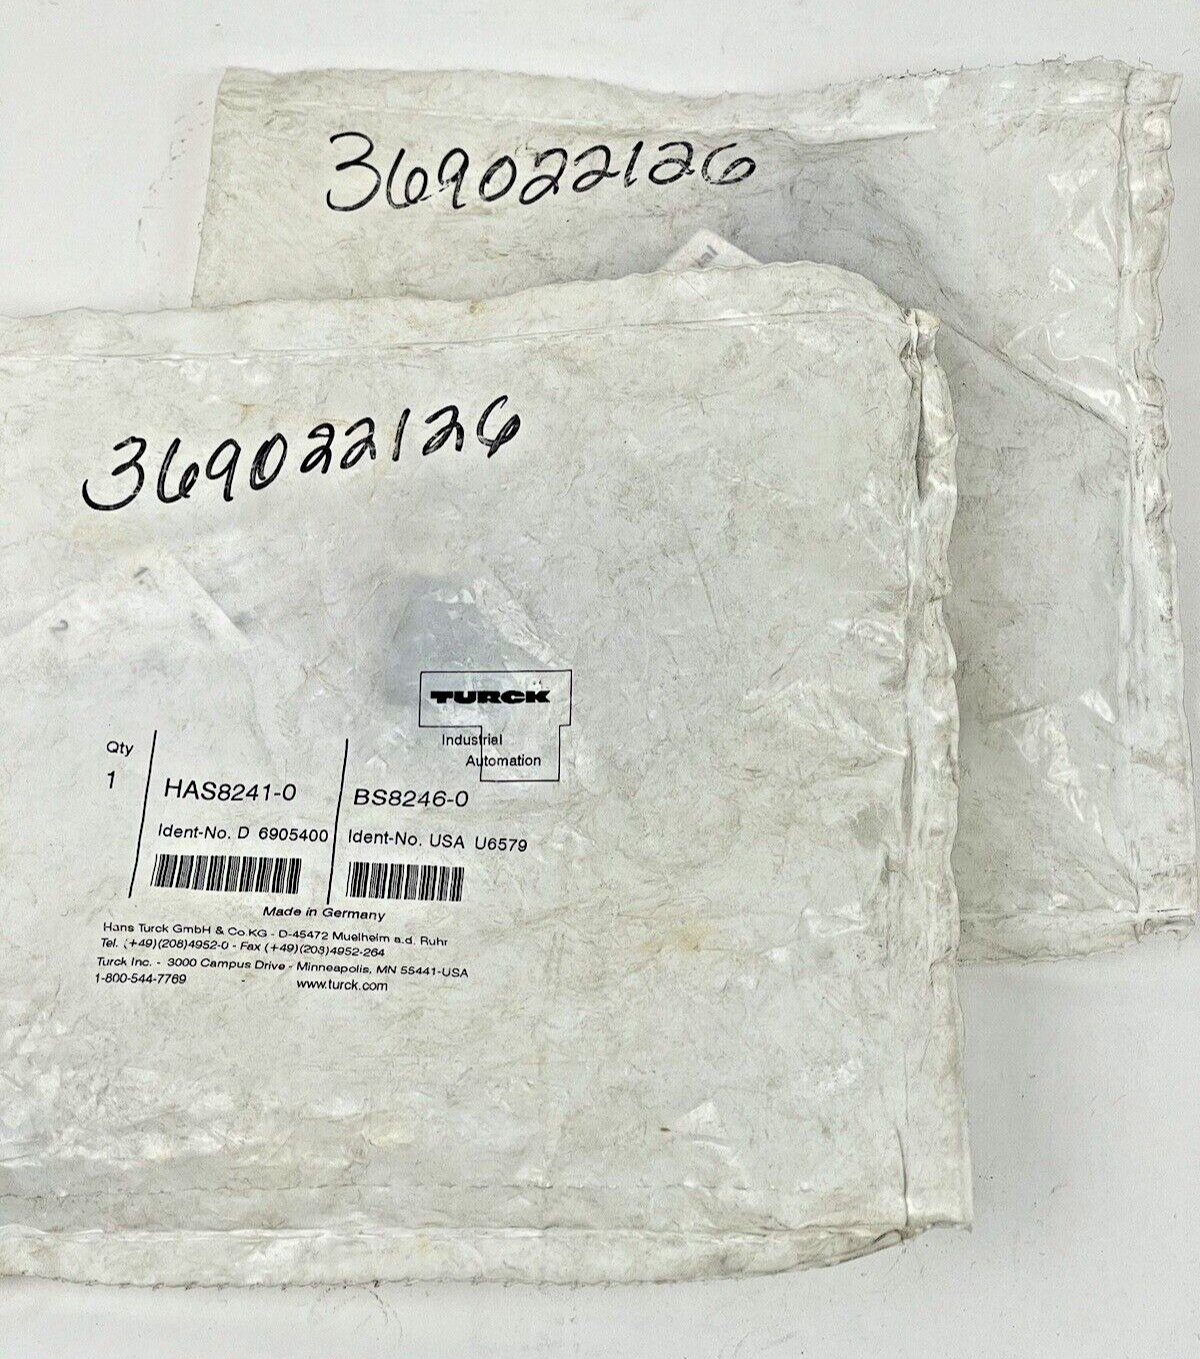 369022126
369022126
TURCK
Industrial
Automation
Qty
1
HAS8241-0
BS8246-0
Ident-No. D 6905400
Ident-No. USA U6579
Made in Germany
Hans Turck GmbH & Co.KG - D-45472 Muelheim a.d. Ruhr
Tel. (+49)(208)4952-0 - Fax (+49)(208)4952-264
Turck Inc. - 3000 Campus Drive - Minneapolis, MN 55441-USA
1-800-544-7769 - www.turck.com